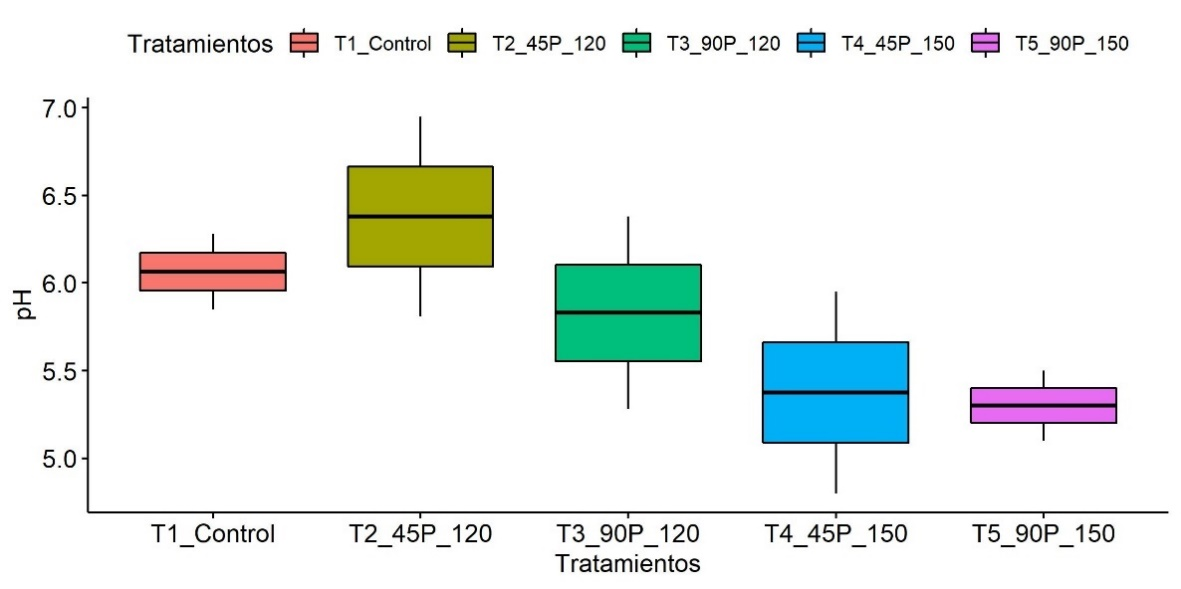 Tratamientos T1_Control T2_45P_120 T3_90P_120 T4_45P_150 T5_90P_150
7.0
6.5
6.0
5.5
5.0
pH
T1_Control T2_45P_120 T3_90P_120 T4_45P_150 T5_90P_150
Tratamientos